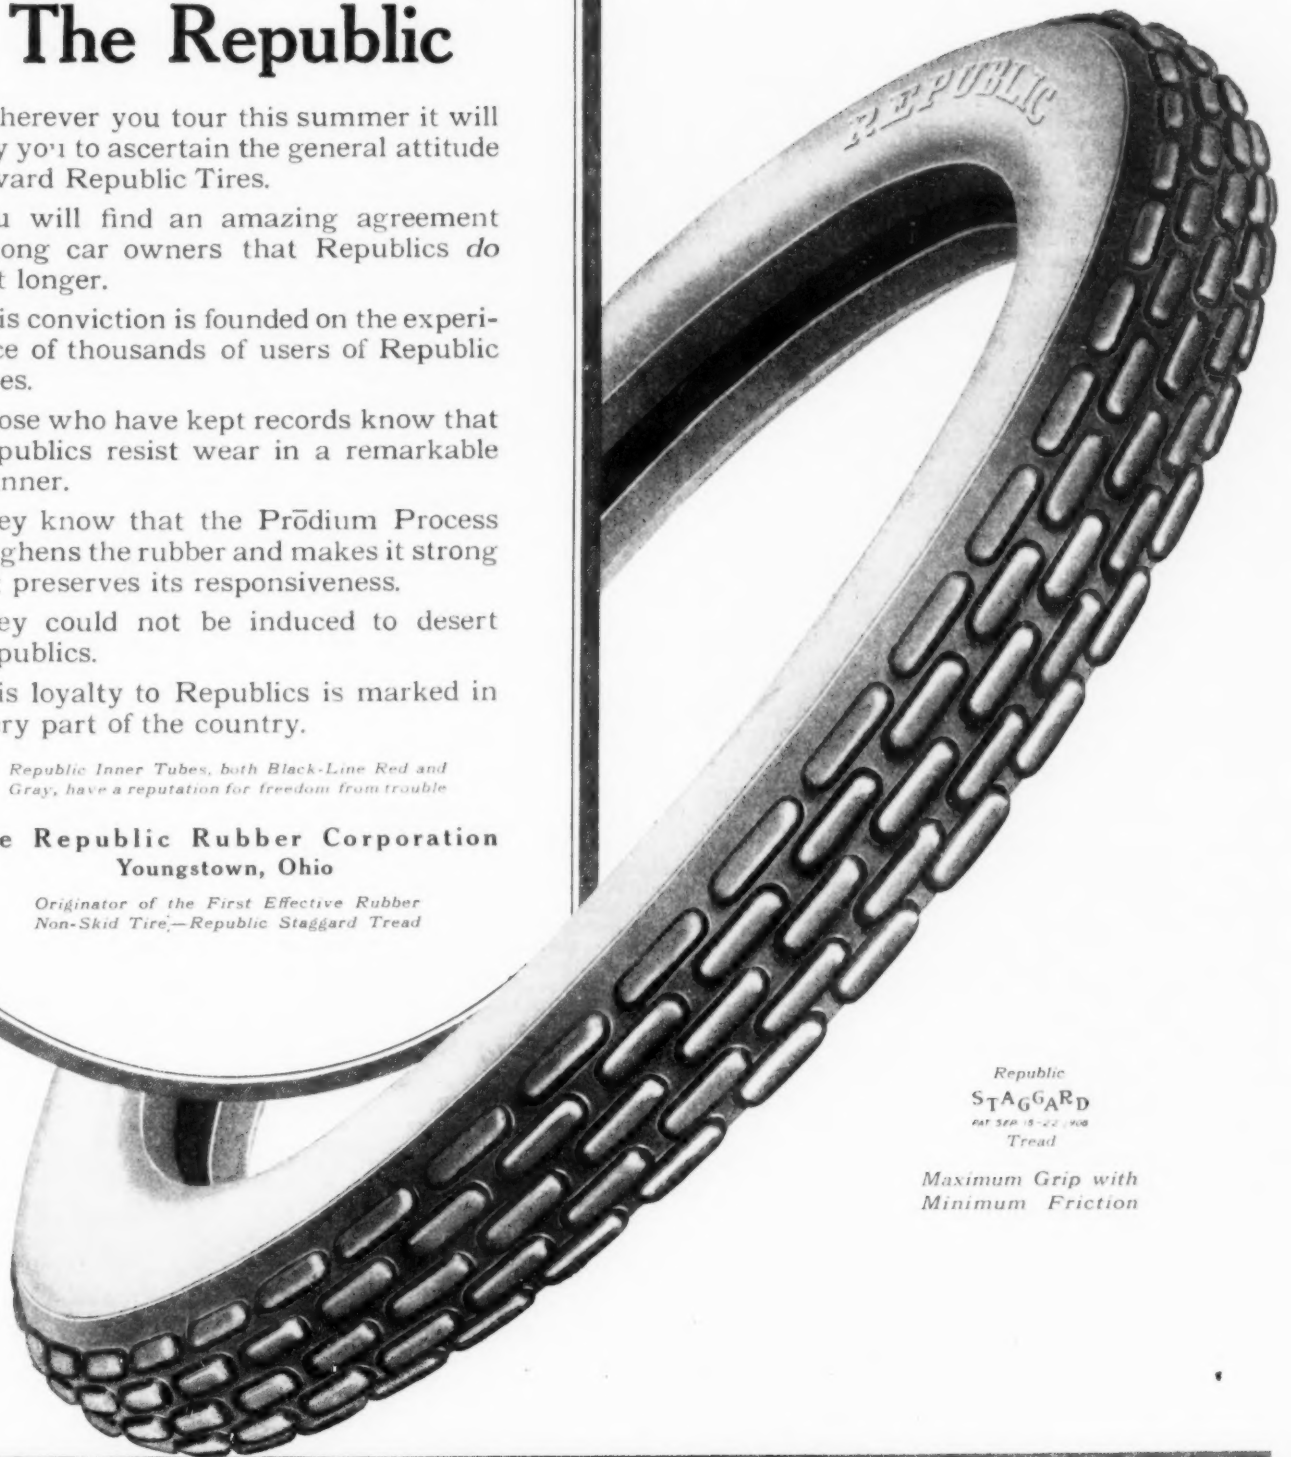 The Republic
herever you tour this summer it will
y you to ascertain the general attitude
vard Republic Tires.
u will find an amazing agreement
ong car owners that Republics do
t longer.
is conviction is founded on the experi-
ce of thousands of users of Republic
es.
ose who have kept records know that
publics resist wear in a remarkable
nner.
ey know that the Prōdium Process
ghens the rubber and makes it strong
t preserves its responsiveness.
ey could not be induced to desert
publics.
is loyalty to Republics is marked in
ry part of the country.
Republic Inner Tubes, both Black-Line Red and
Gray, have a reputation for freedom from trouble
e Republic Rubber Corporation
Youngstown, Ohio
Originator of the First Effective Rubber
Non-Skid Tire—Republic Staggard Tread
REPUBLIC
Republic
STAGGARD
PAT. SEP. 15-22, 1908
Tread
Maximum Grip with
Minimum Friction